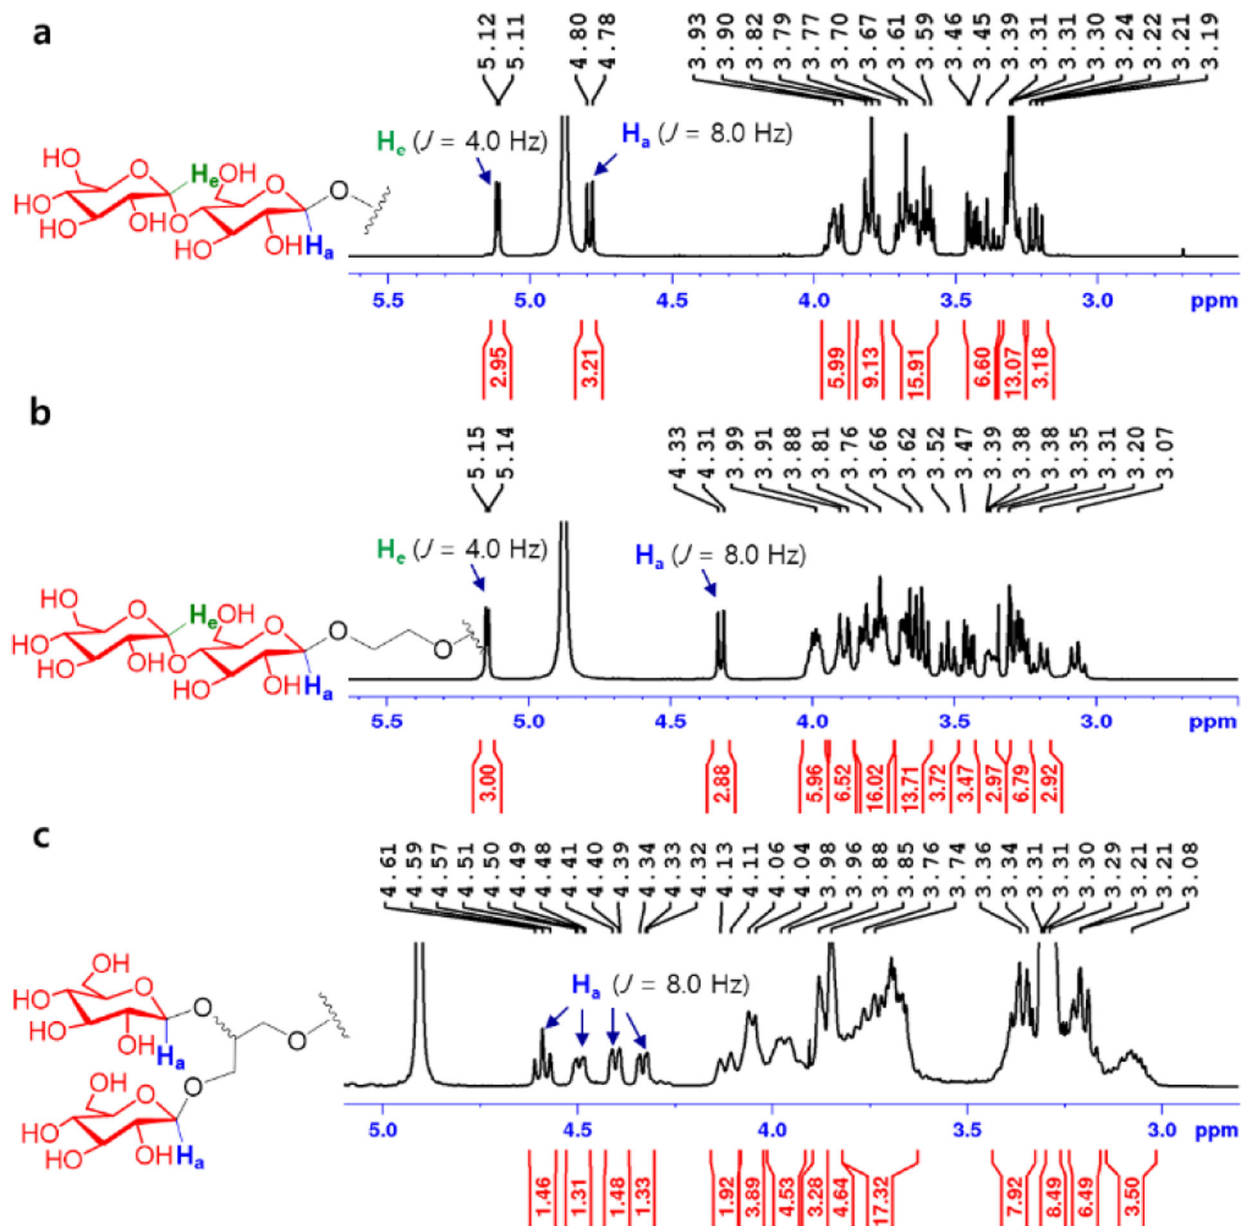 a
5.12 5.11 4.80 4.78 3.93 3.90 3.82 3.79 3.77 3.70 3.67 3.61 3.59 3.46 3.45 3.39 3.31 3.31 3.30 3.24 3.22 3.21 3.19
He (J = 4.0 Hz)
Ha (J = 8.0 Hz)
HO
O
He
OH
O
O
HO
HO
OH
O
HO
OH
Ha
5.5 5.0 4.5 4.0 3.5 3.0 ppm
2.95 3.21 5.99 9.13 15.91 6.60 13.07 3.18
b
5.15 5.14 4.33 4.31 3.99 3.91 3.88 3.81 3.76 3.66 3.62 3.52 3.47 3.39 3.38 3.38 3.35 3.31 3.20 3.07
He (J = 4.0 Hz)
Ha (J = 8.0 Hz)
HO
O
He
OH
O
O
O
HO
HO
OH
O
HO
OH
Ha
5.5 5.0 4.5 4.0 3.5 3.0 ppm
3.00 2.88 5.96 6.52 16.02 13.71 3.72 3.47 2.97 6.79 2.92
c
4.61 4.59 4.57 4.51 4.50 4.49 4.48 4.41 4.40 4.39 4.34 4.33 4.32 4.13 4.11 4.06 4.04 3.98 3.96 3.88 3.85 3.76 3.74 3.36 3.34 3.31 3.31 3.30 3.29 3.21 3.21 3.08
Ha (J = 8.0 Hz)
OH
O
HO
HO
O
OH
Ha
O
OH
O
O
HO
HO
OH
Ha
5.0 4.5 4.0 3.5 3.0 ppm
1.46 1.31 1.48 1.33 1.92 3.89 4.53 3.28 4.64 17.32 7.92 8.49 6.49 3.50